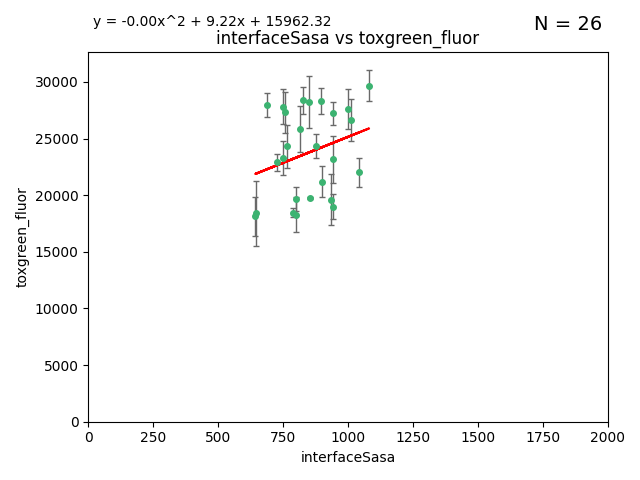 y = -0.00x^2 + 9.22x + 15962.32
N = 26
interfaceSasa vs toxgreen_fluor
30000
25000
20000
15000
10000
5000
0
toxgreen_fluor
0 250 500 750 1000 1250 1500 1750 2000
interfaceSasa